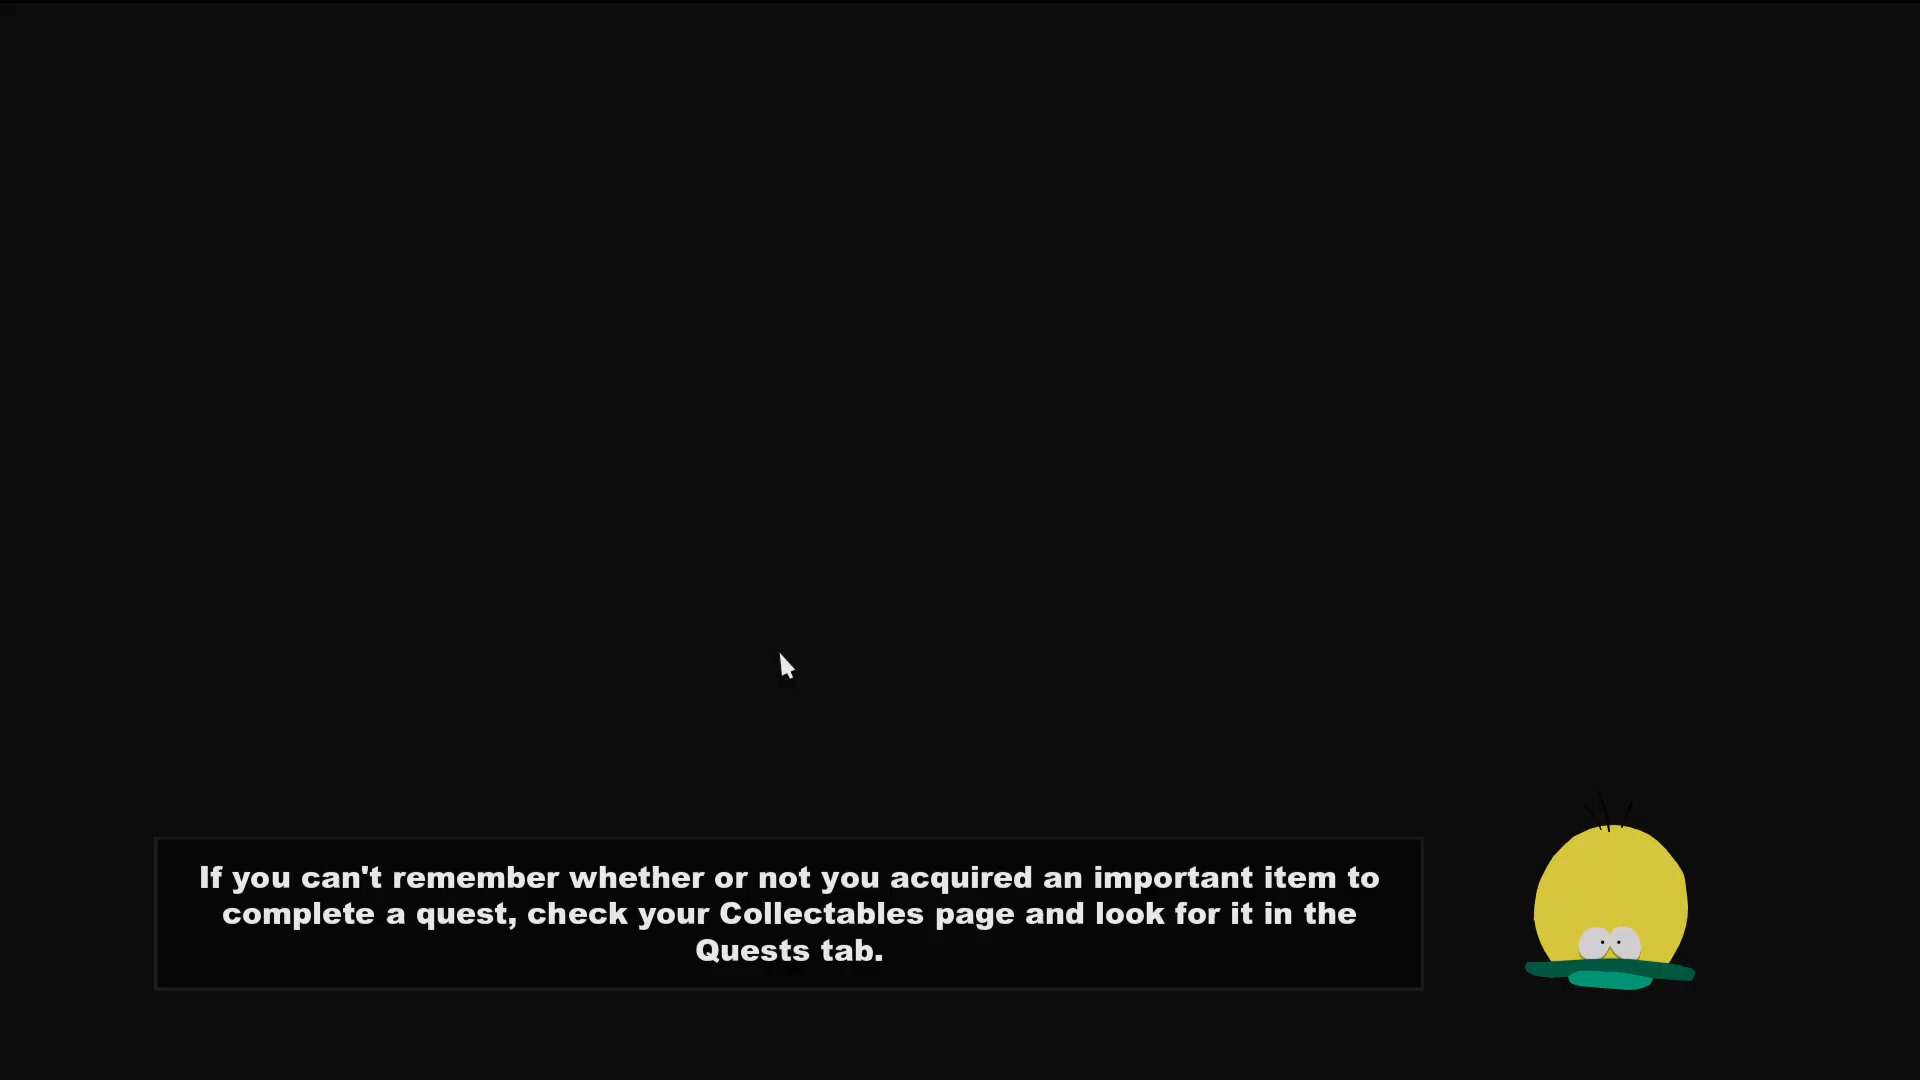 If you can't remember whether or not you acquired an important item to
complete a quest, check your Collectables page and look for it in the
Quests tab.